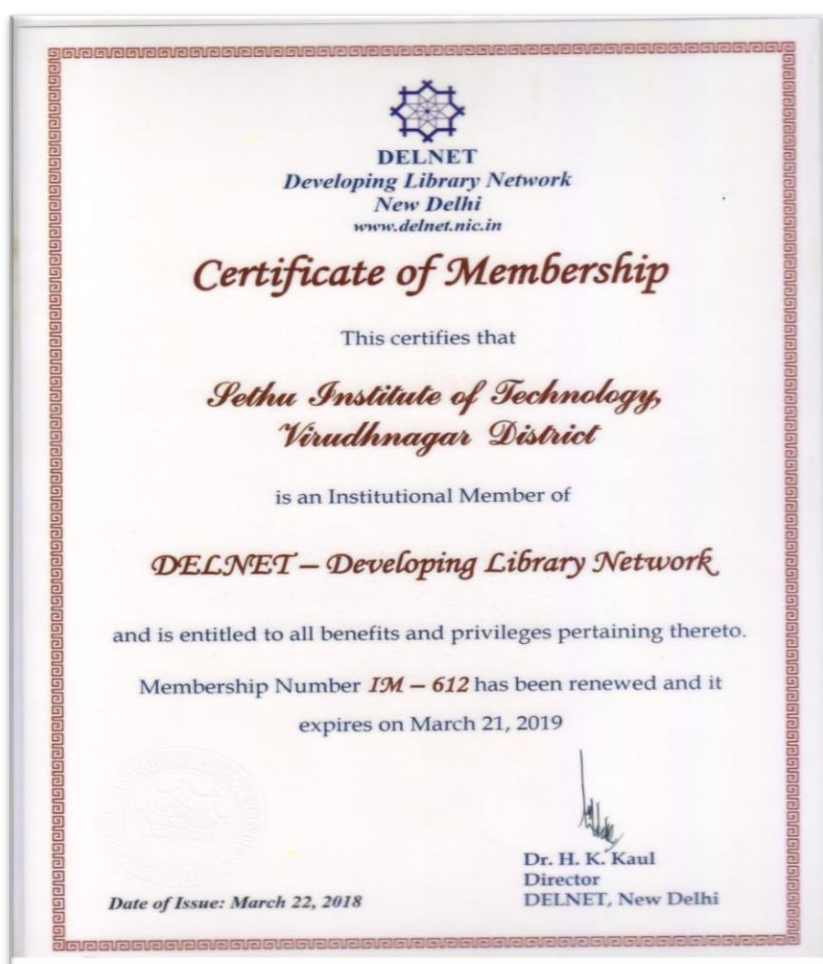 DELNET
Developing Library Network
New Delhi
www.delnet.nic.in
Certificate of Membership
This certifies that
Sethu Institute of Technology,
Virudhnagar District
is an Institutional Member of
DELNET – Developing Library Network
and is entitled to all benefits and privileges pertaining thereto.
Membership Number IM – 612 has been renewed and it
expires on March 21, 2019
Dr. H. K. Kaul
Director
DELNET, New Delhi
Date of Issue: March 22, 2018